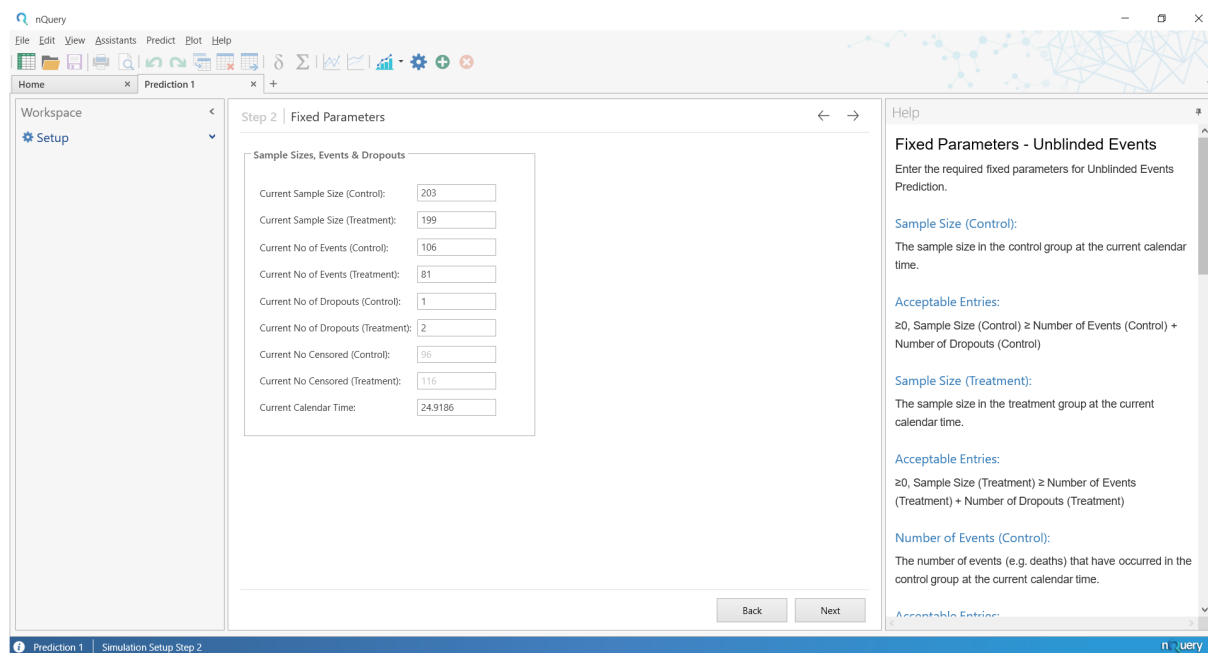 nQuery
File Edit View Assistants Predict Plot Help
Home × Prediction 1 × +
Workspace
Setup
Step 2 | Fixed Parameters
Sample Sizes, Events & Dropouts
Current Sample Size (Control): 203
Current Sample Size (Treatment): 199
Current No of Events (Control): 106
Current No of Events (Treatment): 81
Current No of Dropouts (Control): 1
Current No of Dropouts (Treatment): 2
Current No Censored (Control): 96
Current No Censored (Treatment): 116
Current Calendar Time: 24.9186
Back Next
Help
Fixed Parameters - Unblinded Events
Enter the required fixed parameters for Unblinded Events
Prediction.
Sample Size (Control):
The sample size in the control group at the current calendar
time.
Acceptable Entries:
≥0, Sample Size (Control) ≥ Number of Events (Control) +
Number of Dropouts (Control)
Sample Size (Treatment):
The sample size in the treatment group at the current
calendar time.
Acceptable Entries:
≥0, Sample Size (Treatment) ≥ Number of Events
(Treatment) + Number of Dropouts (Treatment)
Number of Events (Control):
The number of events (e.g. deaths) that have occurred in the
control group at the current calendar time.
Acceptable Entries:
Prediction 1 | Simulation Setup Step 2
nQuery